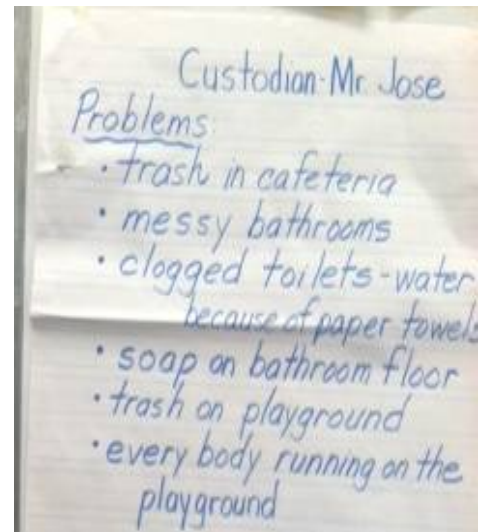 Custodian-Mr. Jose
Problems:
• trash in cafeteria
• messy bathrooms
• clogged toilets-water
because of paper towels
• soap on bathroom floor
• trash on playground
• every body running on the
playground